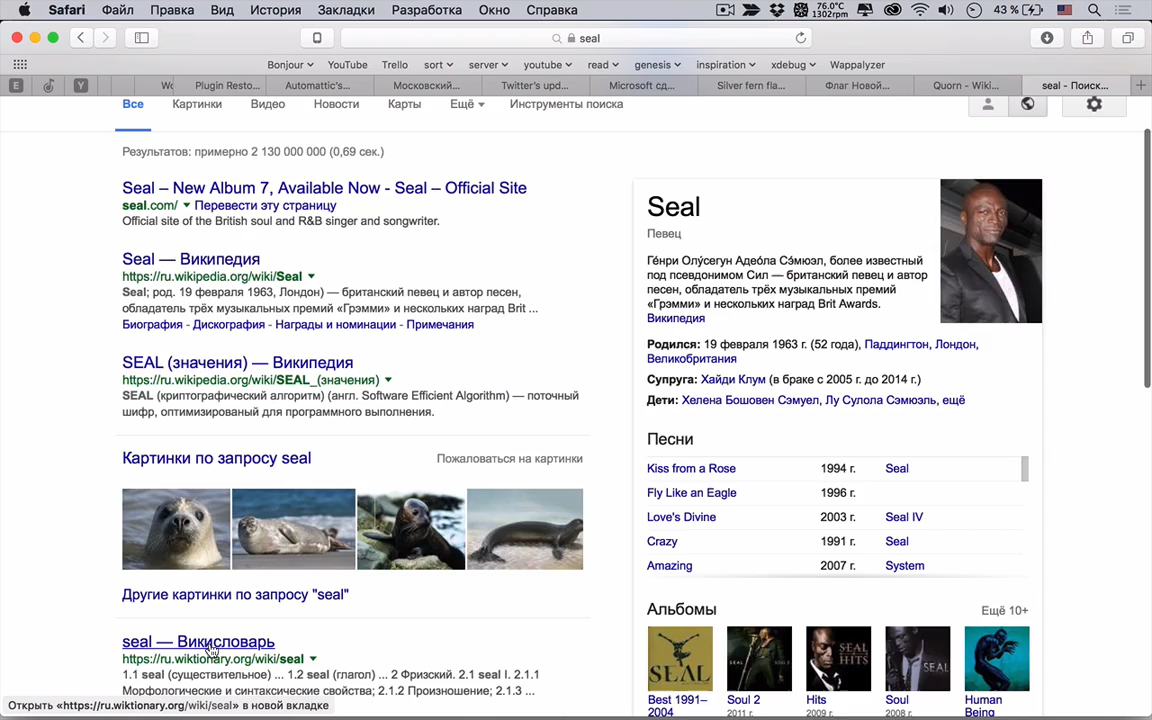 Safari Файл Правка Вид История Закладки Разработка Окно Справка 76.0°C 1302rpm 43 %
seal
Bonjour YouTube Trello sort server youtube read genesis inspiration xdebug Wappalyzer
E Y Wc Plugin Resto... Automattic's... Московский... Twitter's upd... Microsoft сд... Silver fern fla... Флаг Новой... Quorn - Wiki... seal - Поиск...
Все Картинки Видео Новости Карты Ещё Инструменты поиска
Результатов: примерно 2 130 000 000 (0,69 сек.)
Seal – New Album 7, Available Now - Seal – Official Site
seal.com/ Перевести эту страницу
Official site of the British soul and R&B singer and songwriter.
Seal — Википедия
https://ru.wikipedia.org/wiki/Seal
Seal; род. 19 февраля 1963, Лондон) — британский певец и автор песен,
обладатель трёх музыкальных премий «Грэмми» и нескольких наград Brit ...
Биография - Дискография - Награды и номинации - Примечания
SEAL (значения) — Википедия
https://ru.wikipedia.org/wiki/SEAL_(значения)
SEAL (криптографический алгоритм) (англ. Software Efficient Algorithm) — поточный
шифр, оптимизированый для программного выполнения.
Картинки по запросу seal Пожаловаться на картинки
Другие картинки по запросу "seal"
seal — Викисловарь
https://ru.wiktionary.org/wiki/seal
1.1 seal (существительное) ... 1.2 seal (глагол) ... 2 Фризский. 2.1 seal I. 2.1.1
Морфологические и синтаксические свойства; 2.1.2 Произношение; 2.1.3 ...
Открыть «https://ru.wiktionary.org/wiki/seal» в новой вкладке
Seal
Певец
Ге́нри Олу́сегун Адео́ла Сэ́мюэл, более известный
под псевдонимом Сил — британский певец и автор
песен, обладатель трёх музыкальных премий
«Грэмми» и нескольких наград Brit Awards.
Википедия
Родился: 19 февраля 1963 г. (52 года), Паддингтон, Лондон,
Великобритания
Супруга: Хайди Клум (в браке с 2005 г. до 2014 г.)
Дети: Хелена Бошовен Сэмуел, Лу Сулола Сэмюэль, ещё
Песни
Kiss from a Rose 1994 г. Seal
Fly Like an Eagle 1996 г.
Love's Divine 2003 г. Seal IV
Crazy 1991 г. Seal
Amazing 2007 г. System
Альбомы Ещё 10+
SEAL SEAL HITS SEAL
Best 1991– Soul 2 Hits Soul Human
2004 2011 г. 2009 г. 2008 г. Being